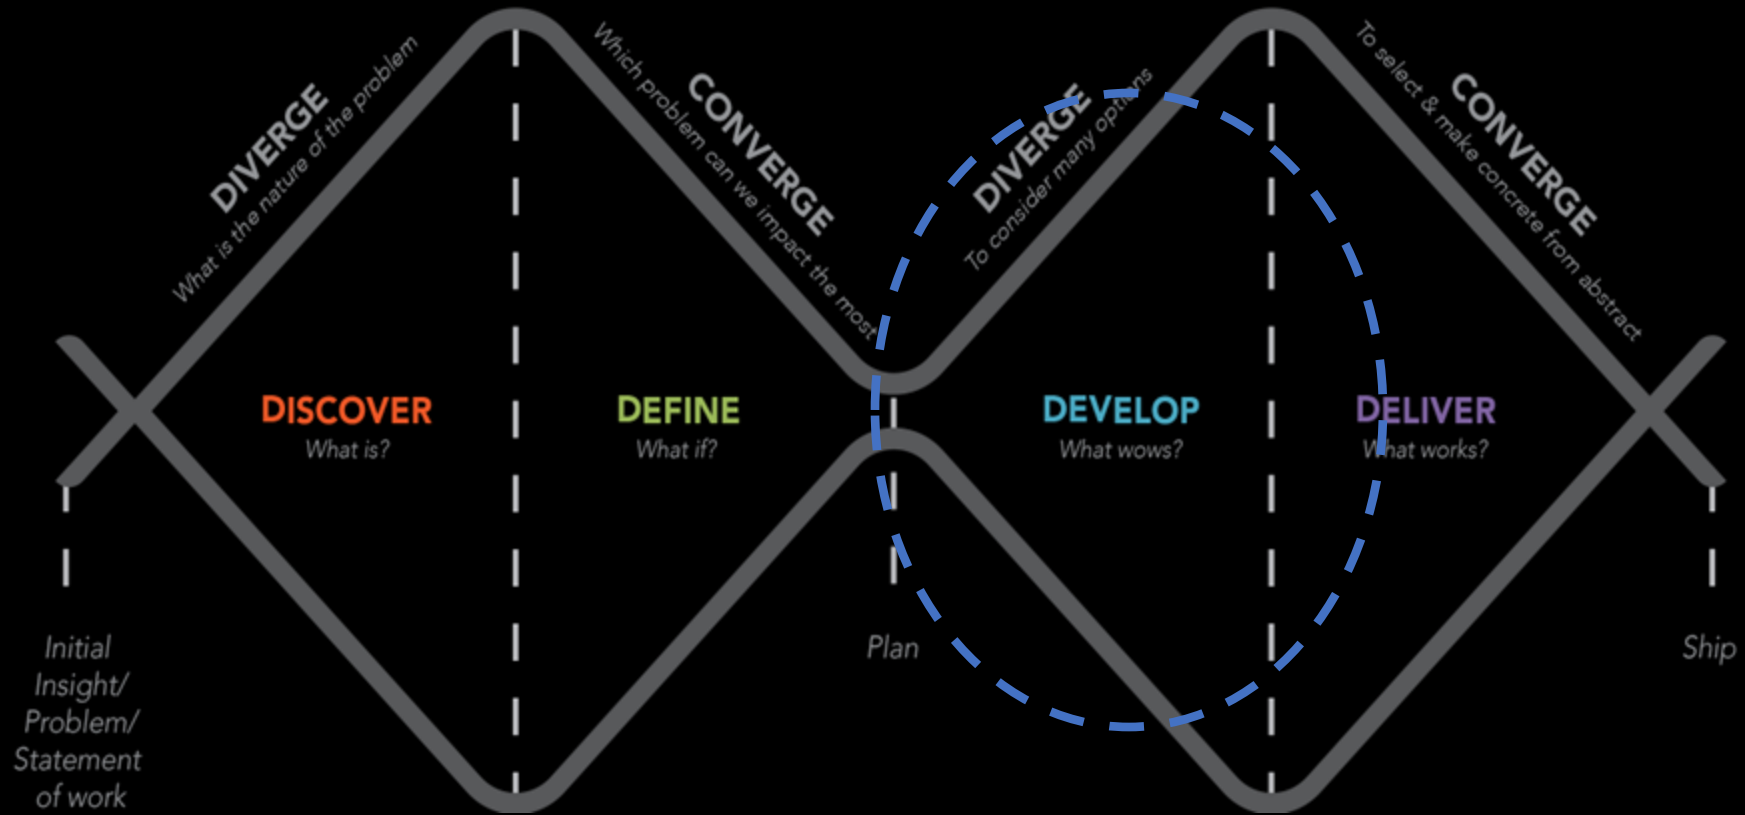 DIVERGE
What is the nature of the problem
Which problem can we impact the most
CONVERGE
DIVERGE
To consider many options
To select & make concrete from abstract
CONVERGE
DISCOVER
What is?
DEFINE
What if?
DEVELOP
What wows?
DELIVER
What works?
Initial
Insight/
Problem/
Statement
of work
Plan
Ship